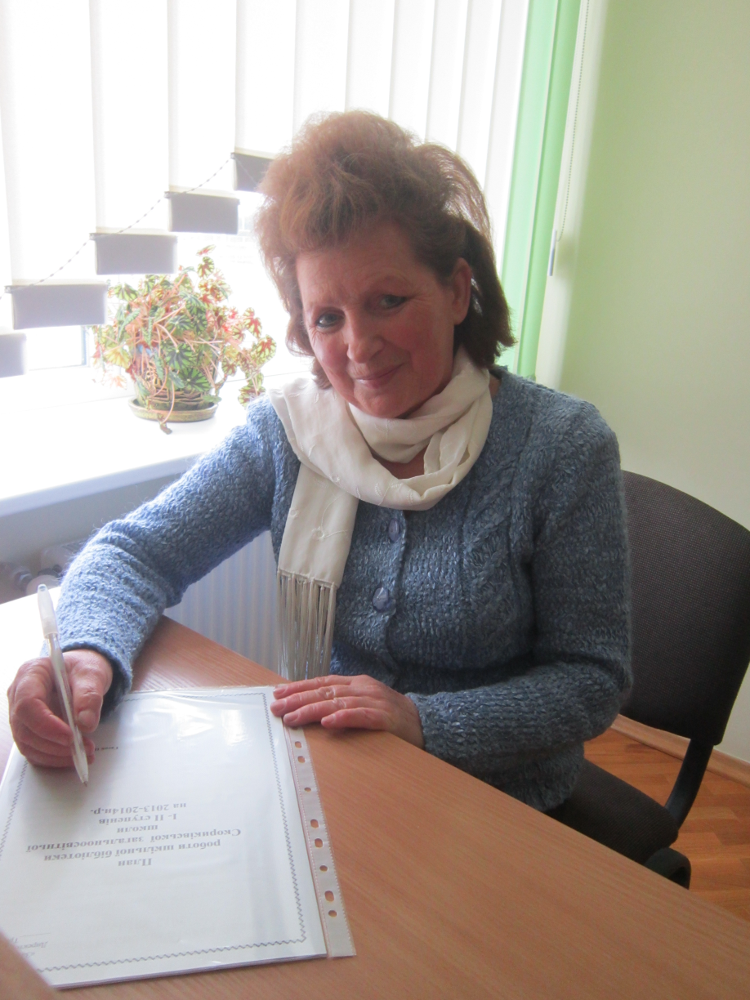 План
роботи шкільної бібліотеки
Скориківської загальноосвітньої
школи
І- ІІ ступенів
на 2013-2014н.р.